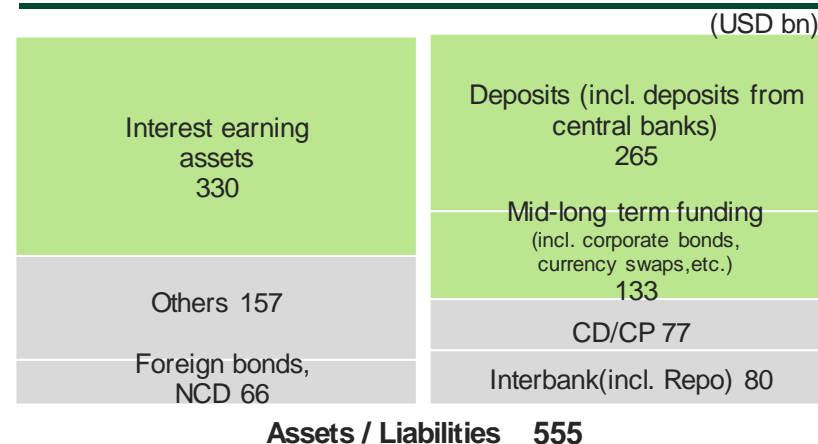 (USD bn)
Interest earning
assets
330
Others 157
Foreign bonds,
NCD 66
Deposits (incl. deposits from
central banks)
265
Mid-long term funding
(incl. corporate bonds,
currency swaps,etc.)
133
CD/CP 77
Interbank(incl. Repo) 80
Assets / Liabilities 555